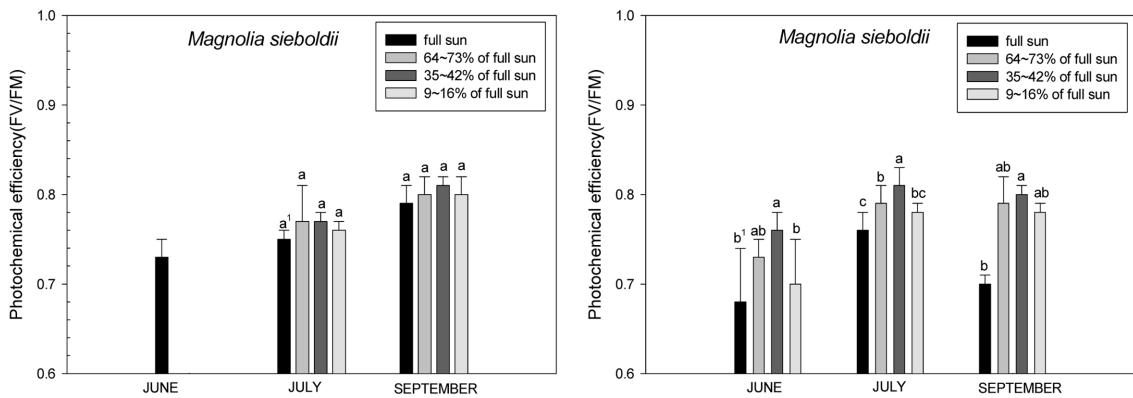 Magnolia sieboldii
full sun
64~73% of full sun
35~42% of full sun
9~16% of full sun
Photochemical efficiency(FV/FM)
1.0
0.9
0.8
0.7
0.6
a¹ a a a
a a a a
JUNE JULY SEPTEMBER
Magnolia sieboldii
full sun
64~73% of full sun
35~42% of full sun
9~16% of full sun
Photochemical efficiency(FV/FM)
1.0
0.9
0.8
0.7
0.6
b¹ ab a b
c b a bc
b ab a ab
JUNE JULY SEPTEMBER